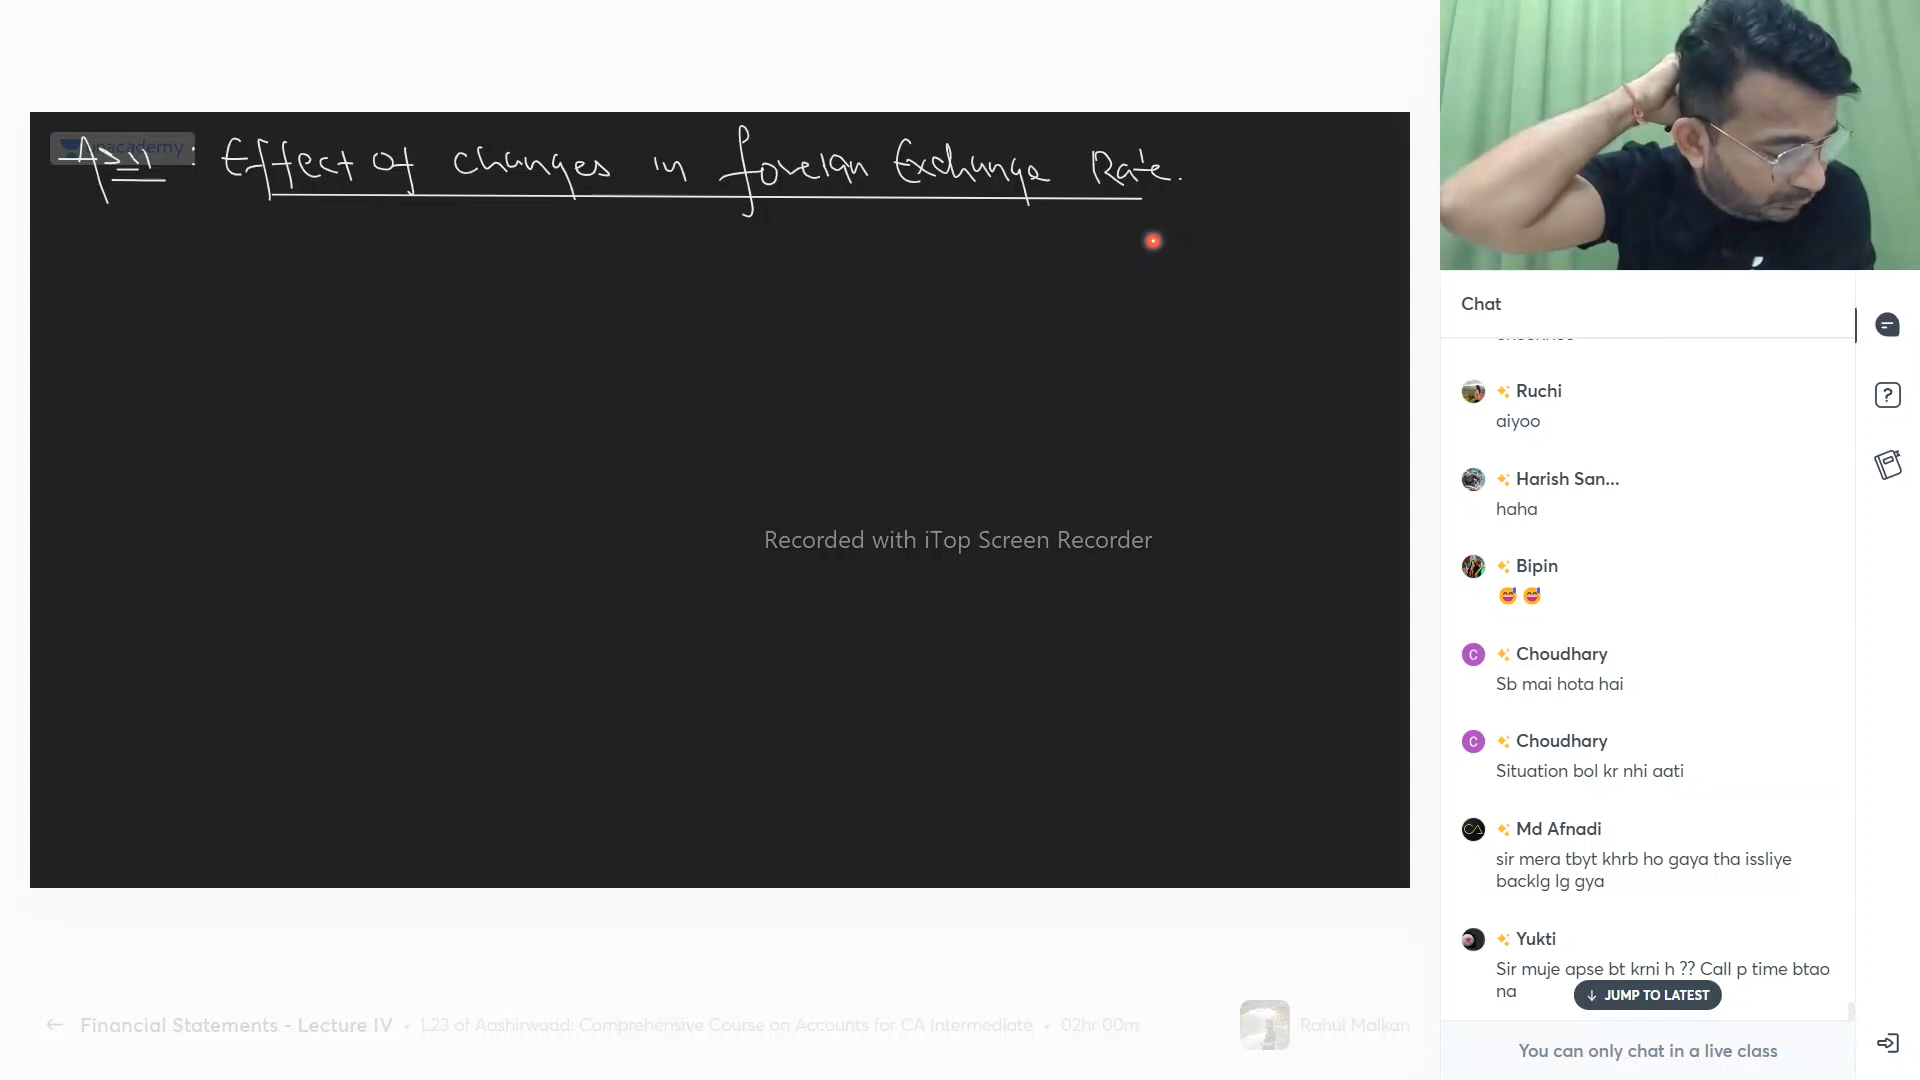 unacademy
AS 11 : Effect of changes in foreign Exchange Rate.
Recorded with iTop Screen Recorder
Chat
Ruchi
aiyoo
Harish San...
haha
Bipin
😅 😅
C Choudhary
Sb mai hota hai
C Choudhary
Situation bol kr nhi aati
CA Md Afnadi
sir mera tbyt khrb ho gaya tha issliye
backlg lg gya
Yukti
Sir muje apse bt krni h ?? Call p time btao
na
↓ JUMP TO LATEST
You can only chat in a live class
← Financial Statements - Lecture IV • L23 of Aashirwaad: Comprehensive Course on Accounts for CA Intermediate • 02hr 00m
Rahul Malkan